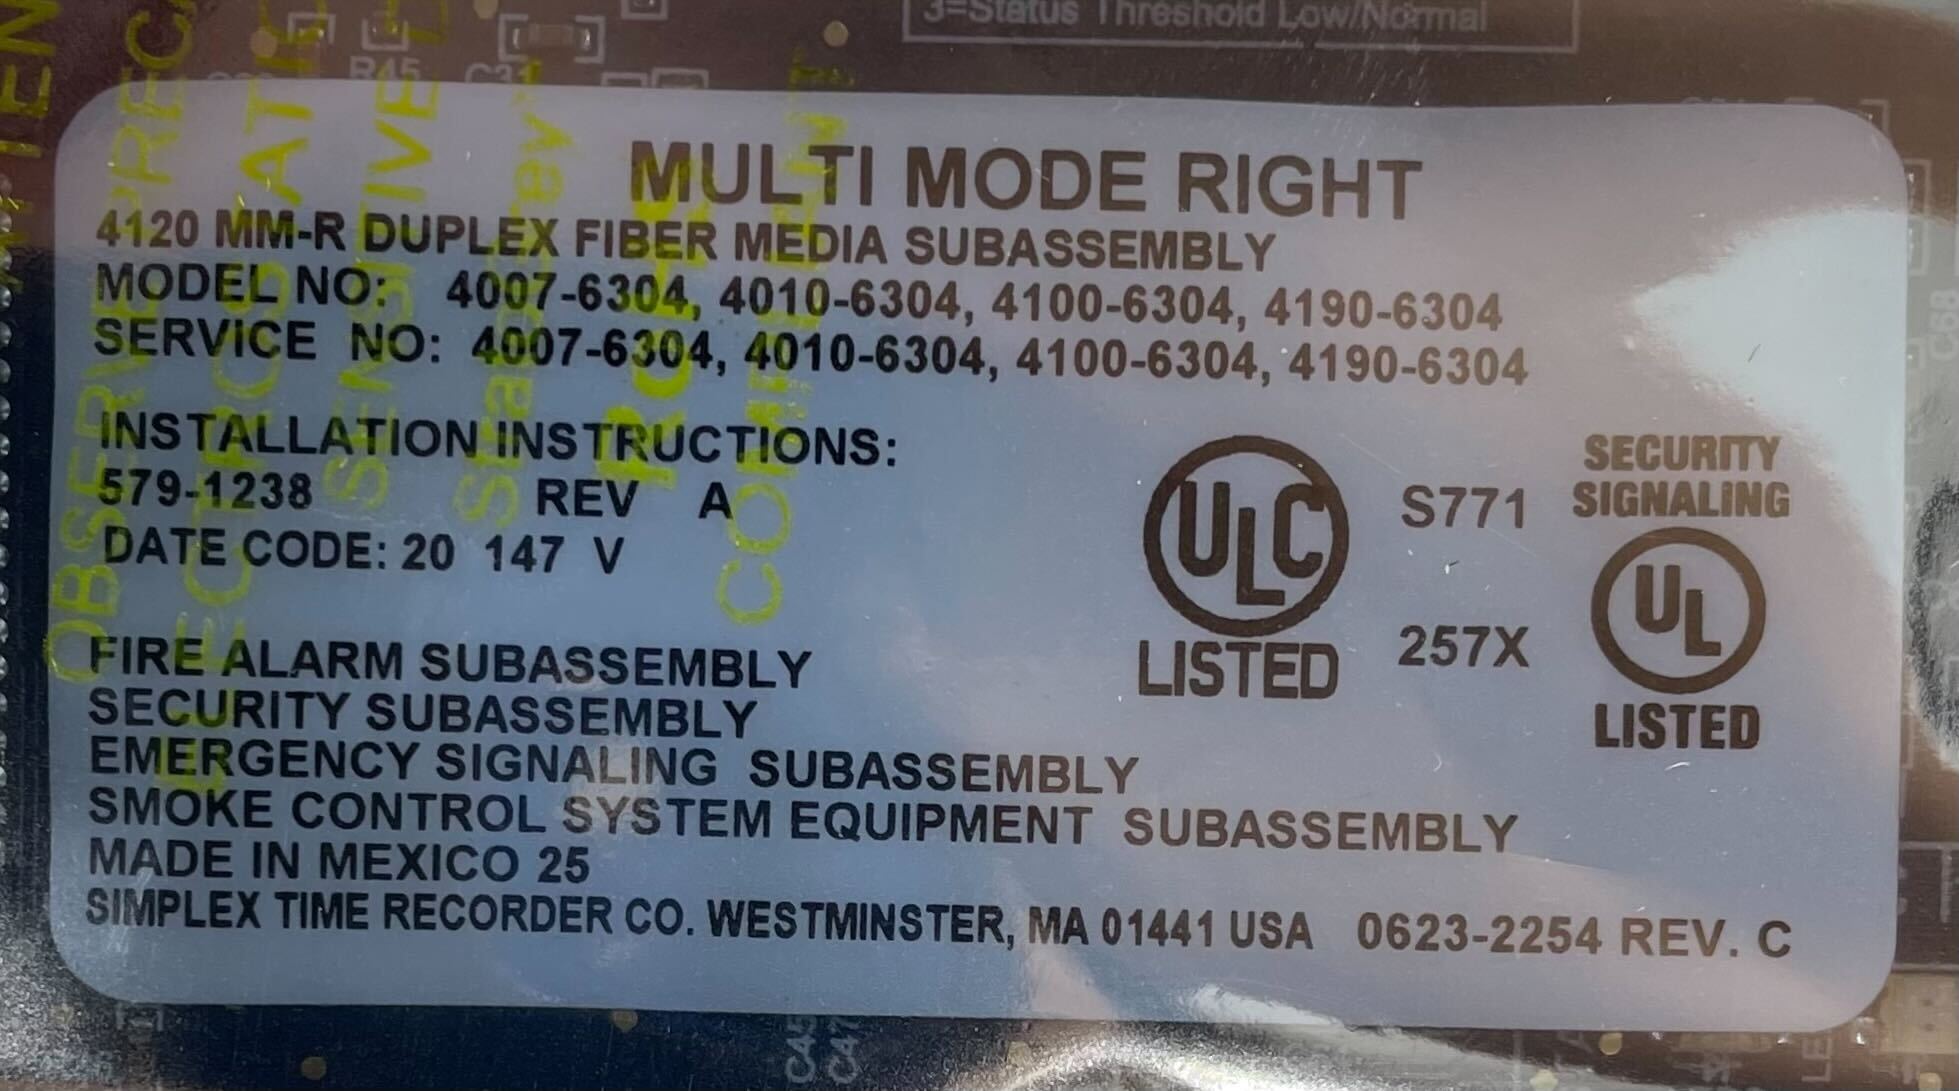 3=Status Threshold Low/Normal
R45
MULTI MODE RIGHT
4120 MM-R DUPLEX FIBER MEDIA SUBASSEMBLY
MODEL NO: 4007-6304, 4010-6304, 4100-6304, 4190-6304
SERVICE NO: 4007-6304, 4010-6304, 4100-6304, 4190-6304
INSTALLATION INSTRUCTIONS:
579-1238 REV A
DATE CODE: 20 147 V
ULC
LISTED
S771
257X
SECURITY
SIGNALING
UL
LISTED
FIRE ALARM SUBASSEMBLY
SECURITY SUBASSEMBLY
EMERGENCY SIGNALING SUBASSEMBLY
SMOKE CONTROL SYSTEM EQUIPMENT SUBASSEMBLY
MADE IN MEXICO 25
SIMPLEX TIME RECORDER CO. WESTMINSTER, MA 01441 USA 0623-2254 REV. C
C68